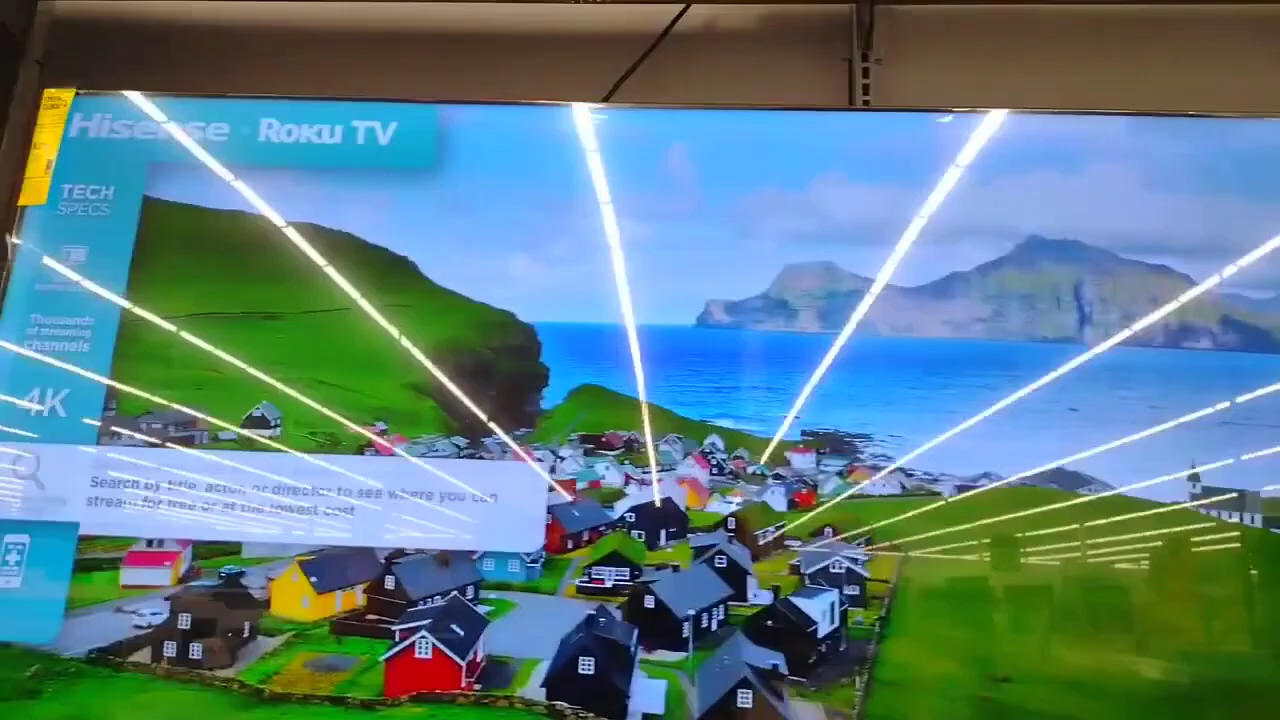 Hisense · Roku TV
TECH
SPECS
Thousands
of streaming
channels
4K
Search by title, actor, or director to see where you can
stream for free or at the lowest cost